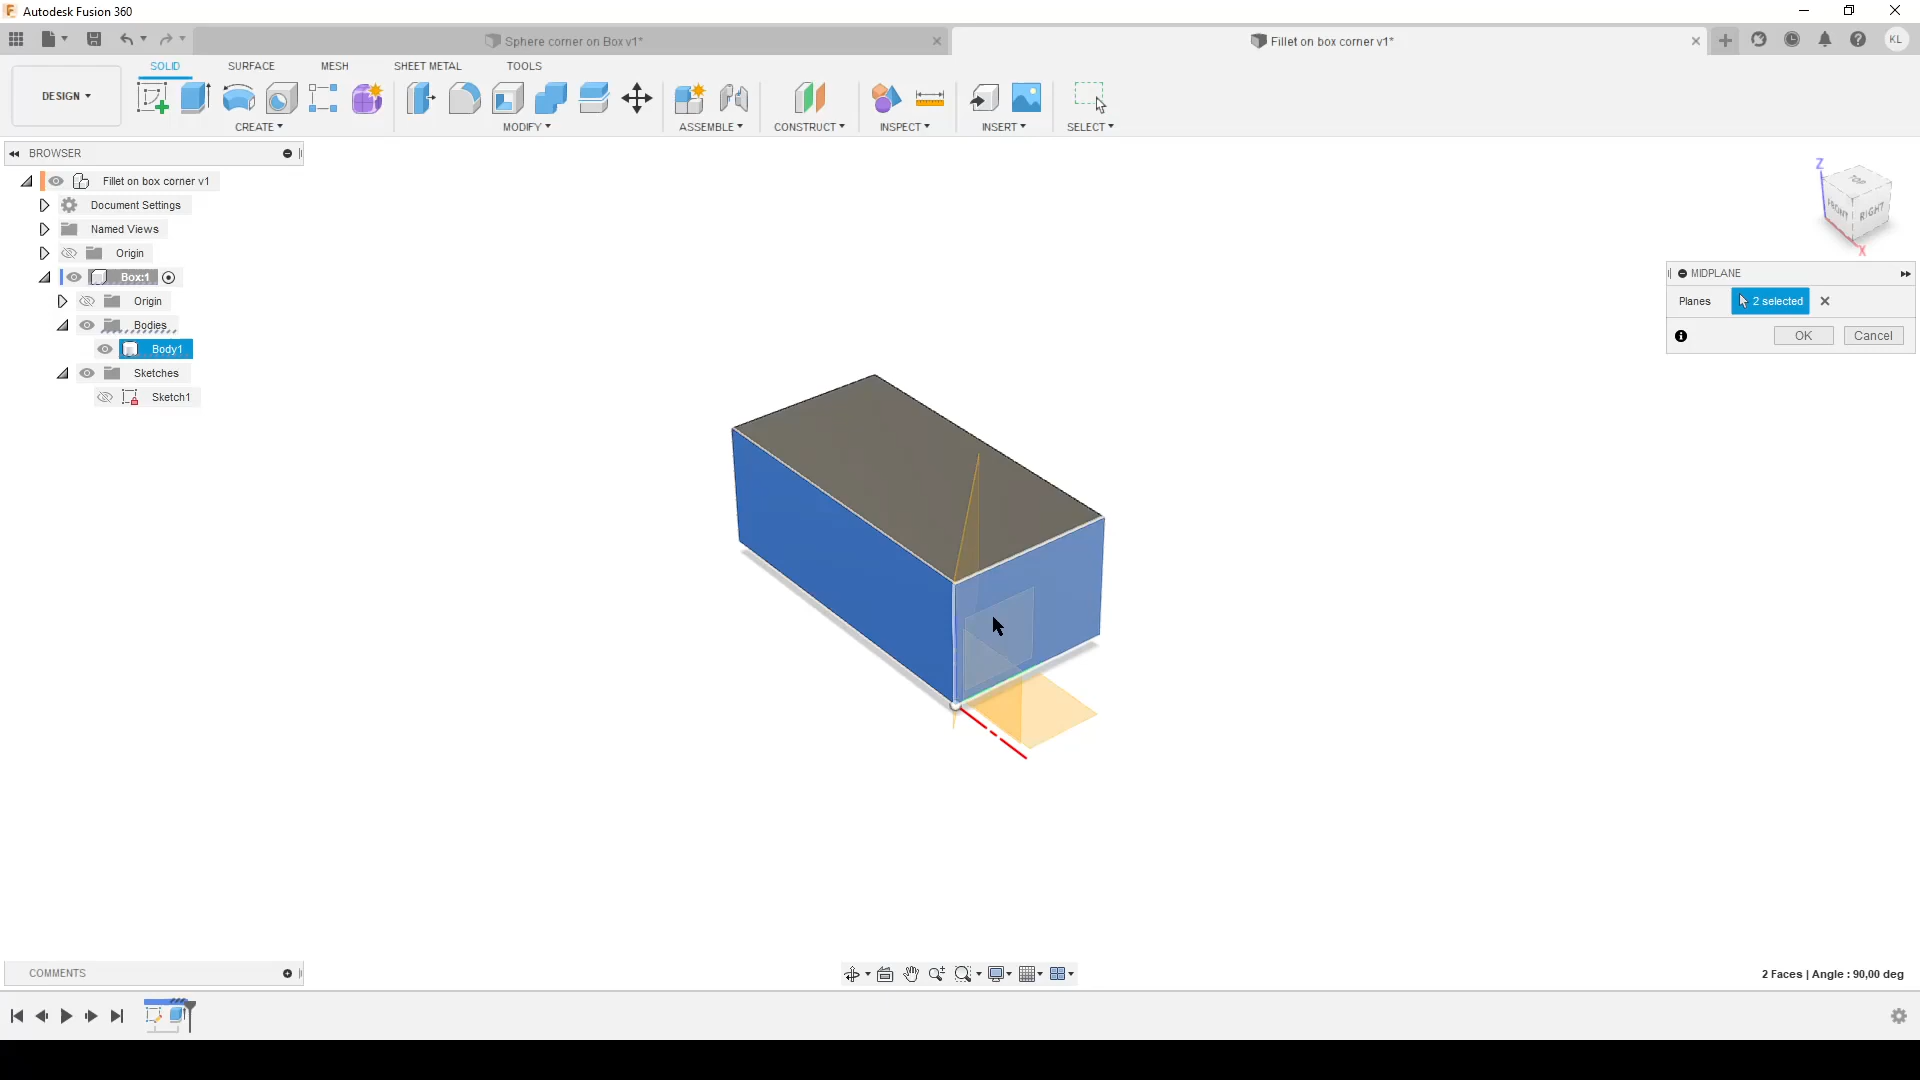 Autodesk Fusion 360
Sphere corner on Box v1*
Fillet on box corner v1*
KL
DESIGN
SOLID
SURFACE
MESH
SHEET METAL
TOOLS
CREATE
MODIFY
ASSEMBLE
CONSTRUCT
INSPECT
INSERT
SELECT
BROWSER
Fillet on box corner v1
Document Settings
Named Views
Origin
Box:1
Origin
Bodies
Body1
Sketches
Sketch1
Z
TOP
FRONT
RIGHT
X
MIDPLANE
Planes
2 selected
OK
Cancel
COMMENTS
2 Faces | Angle : 90,00 deg